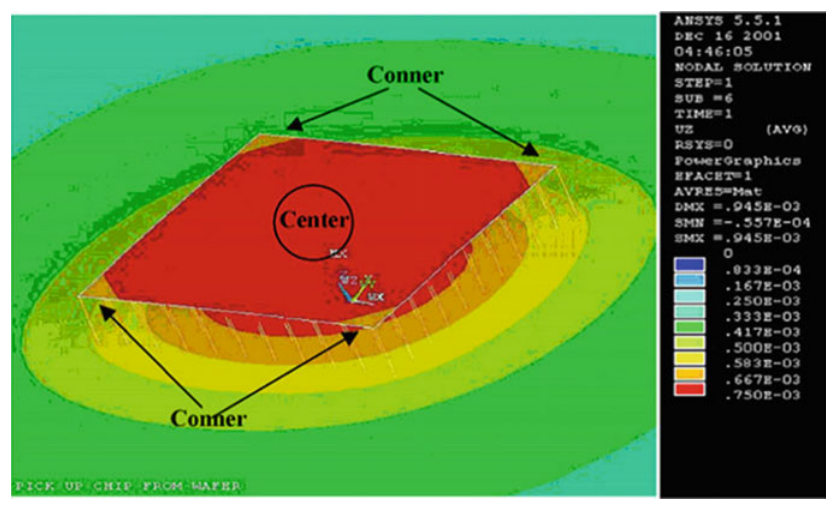 Conner
Center
Conner
PICK UP CHIP FROM WAFER
ANSYS 5.5.1
DEC 16 2001
04:46:05
NODAL SOLUTION
STEP=1
SUB =6
TIME=1
UZ (AVG)
RSYS=0
PowerGraphics
EFACET=1
AVRES=Mat
DMX =.945E-03
SMN =-.557E-04
SMX =.945E-03
0
.833E-04
.167E-03
.250E-03
.333E-03
.417E-03
.500E-03
.583E-03
.667E-03
.750E-03